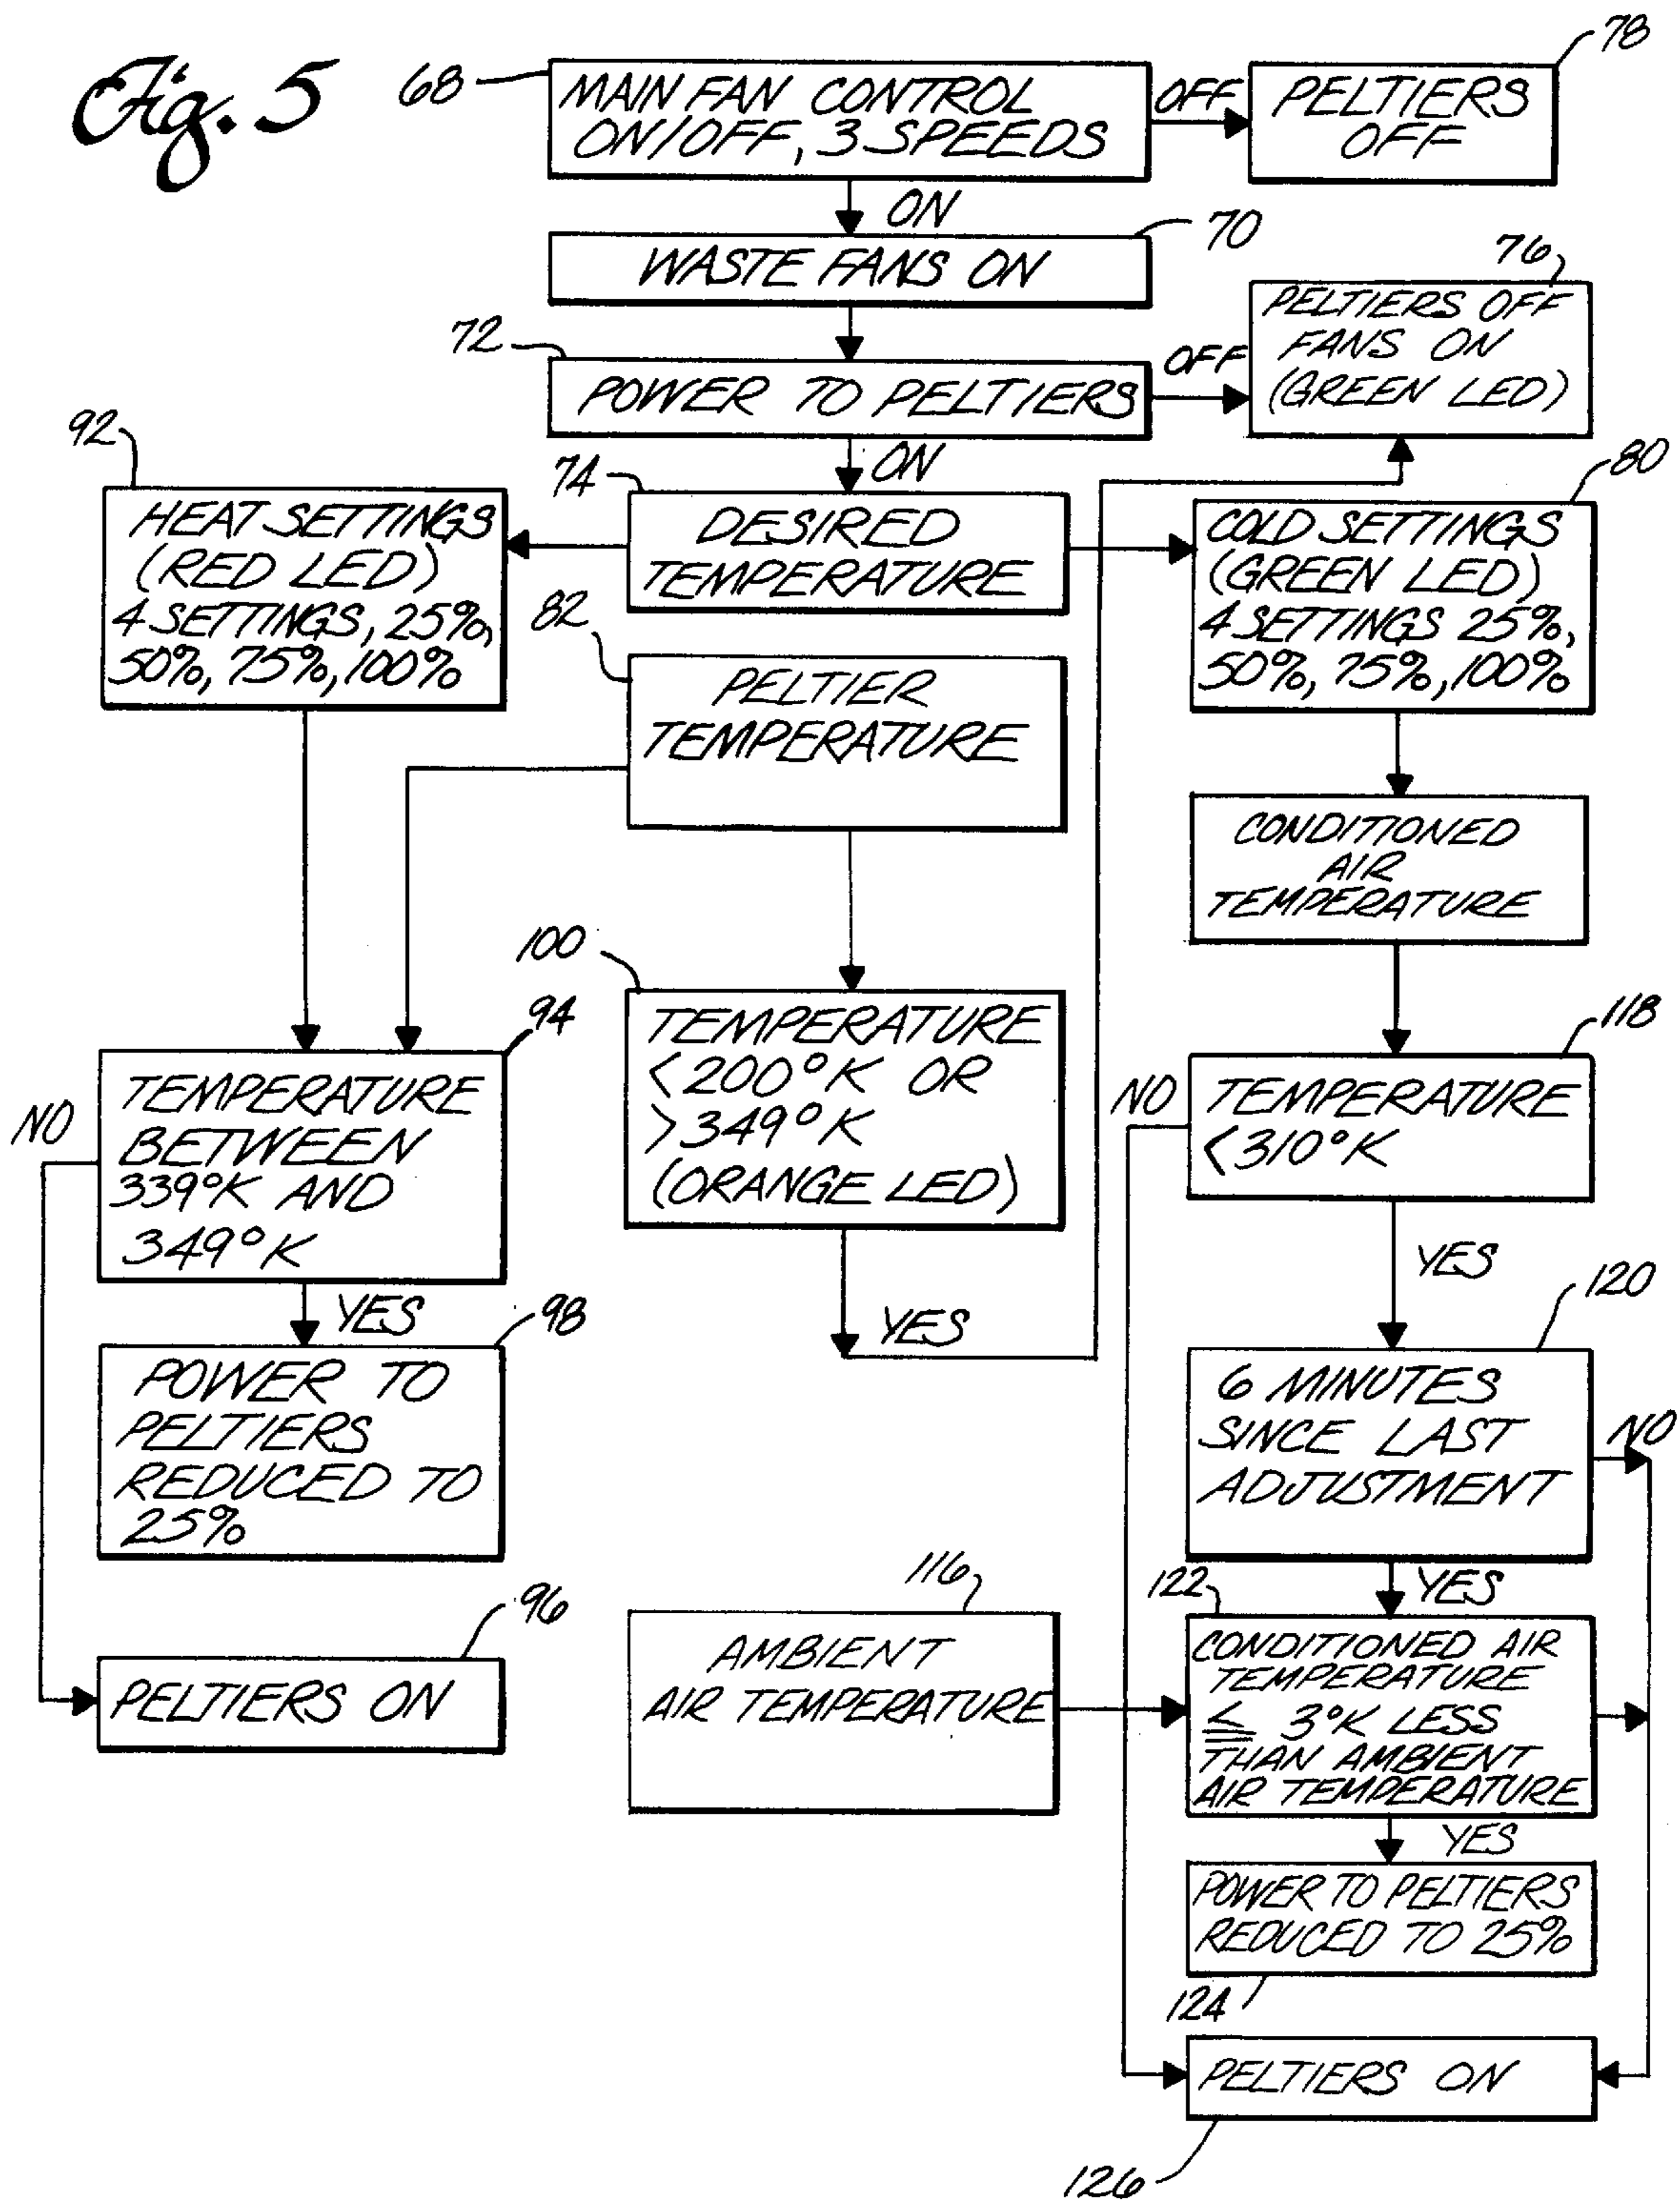 Fig. 5
68
MAIN FAN CONTROL
ON/OFF, 3 SPEEDS
OFF
78
PELTIERS
OFF
ON
70
WASTE FANS ON
76
PELTIERS OFF
FANS ON
(GREEN LED)
72
POWER TO PELTIERS
OFF
ON
92
HEAT SETTINGS
(RED LED)
4 SETTINGS, 25%,
50%, 75%, 100%
74
DESIRED
TEMPERATURE
80
COLD SETTINGS
(GREEN LED)
4 SETTINGS 25%,
50%, 75%, 100%
82
PELTIER
TEMPERATURE
CONDITIONED
AIR
TEMPERATURE
94
TEMPERATURE
BETWEEN
339°K AND
349°K
NO
YES
100
TEMPERATURE
<200°K OR
>349°K
(ORANGE LED)
YES
118
TEMPERATURE
<310°K
NO
YES
98
POWER TO
PELTIERS
REDUCED TO
25%
120
6 MINUTES
SINCE LAST
ADJUSTMENT
NO
YES
96
PELTIERS ON
116
AMBIENT
AIR TEMPERATURE
122
CONDITIONED AIR
TEMPERATURE
≦ 3°K LESS
THAN AMBIENT
AIR TEMPERATURE
YES
POWER TO PELTIERS
REDUCED TO 25%
124
PELTIERS ON
126